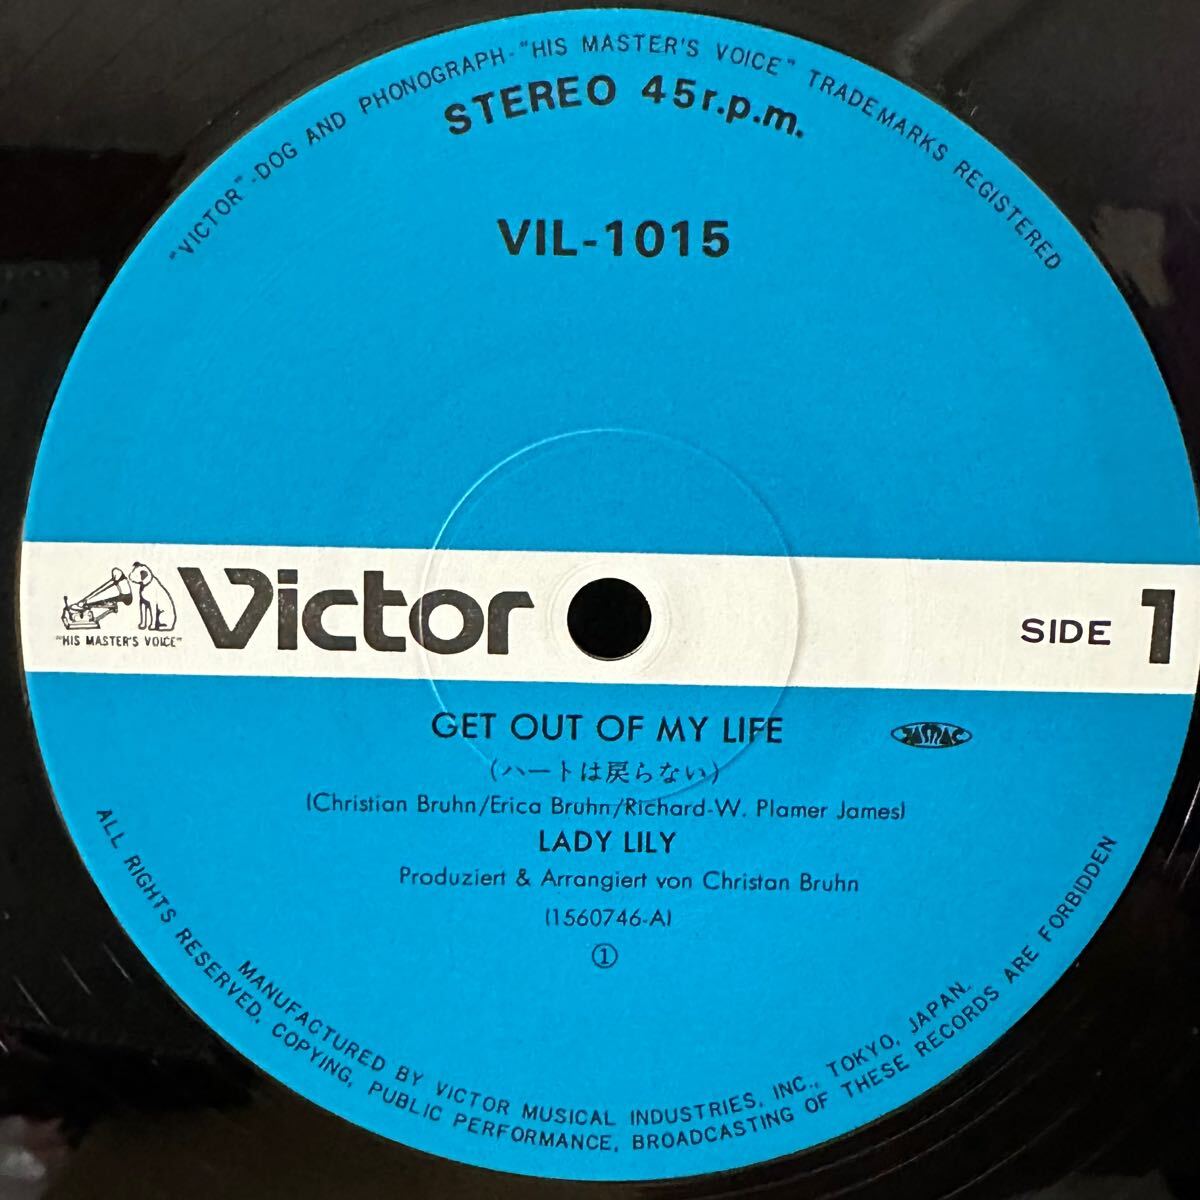 "VICTOR"-DOG AND PHONOGRAPH-"HIS MASTER'S VOICE" TRADEMARKS REGISTERED
STEREO 45r.p.m.
VIL-1015
"HIS MASTER'S VOICE"
Victor
SIDE 1
GET OUT OF MY LIFE
JASRAC
(ハートは戻らない)
(Christian Bruhn/Erica Bruhn/Richard-W. Plamer James)
LADY LILY
Produziert & Arrangiert von Christan Bruhn
(1560746-A)
①
MANUFACTURED BY VICTOR MUSICAL INDUSTRIES, INC., TOKYO, JAPAN.
ALL RIGHTS RESERVED. COPYING, PUBLIC PERFORMANCE, BROADCASTING OF THESE RECORDS ARE FORBIDDEN